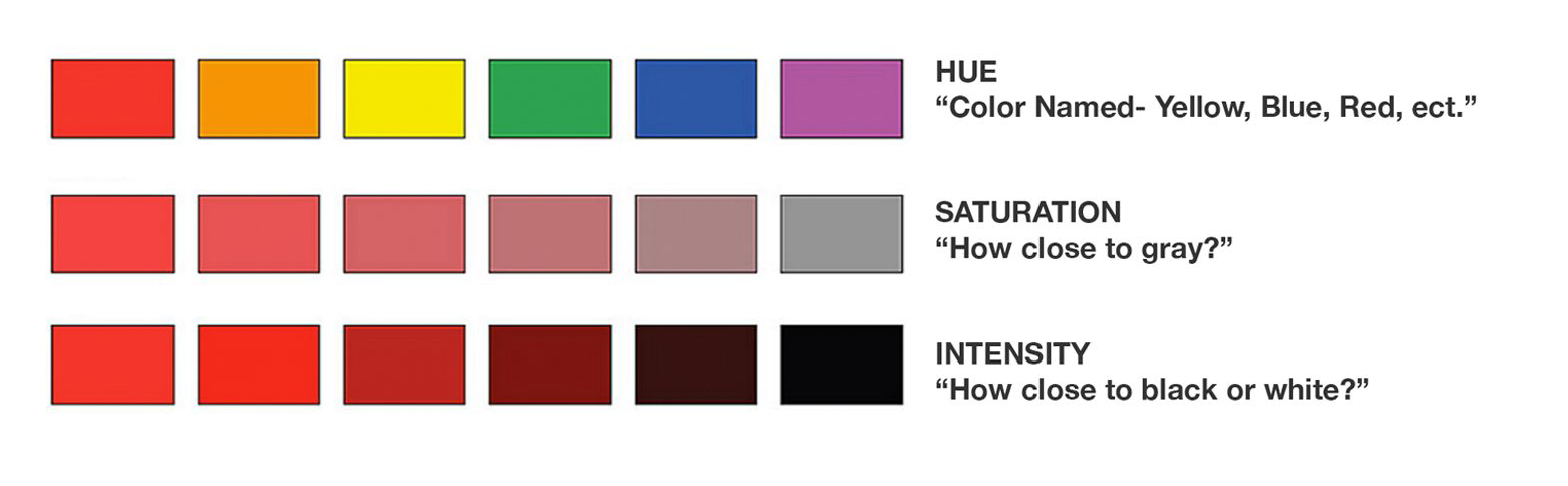 HUE
“Color Named- Yellow, Blue, Red, ect.”
SATURATION
“How close to gray?”
INTENSITY
“How close to black or white?”